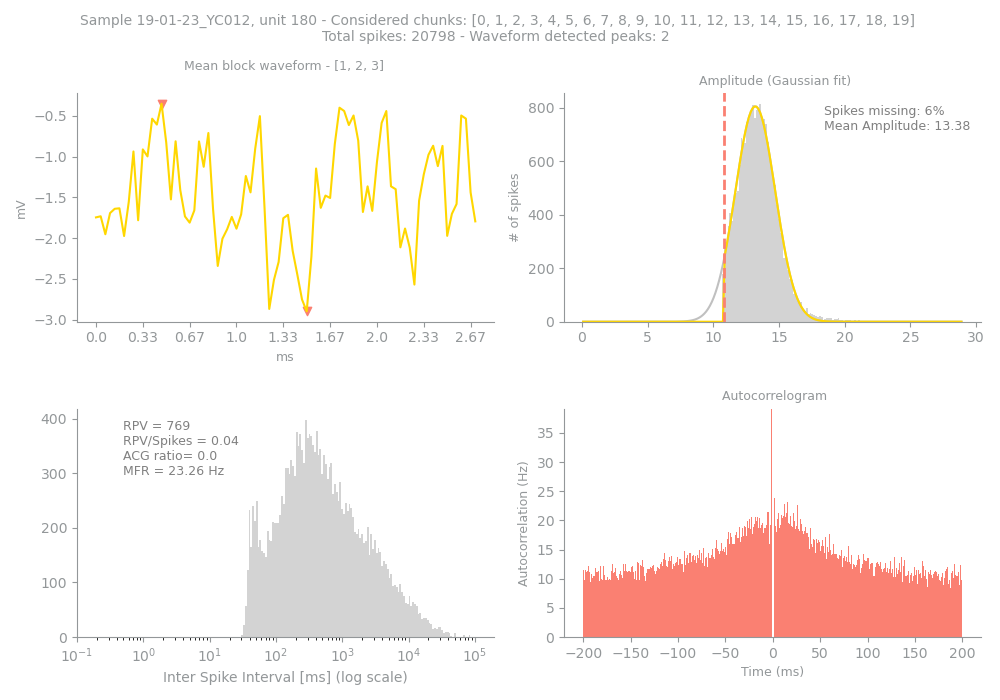 Sample 19-01-23_YC012, unit 180 - Considered chunks: [0, 1, 2, 3, 4, 5, 6, 7, 8, 9, 10, 11, 12, 13, 14, 15, 16, 17, 18, 19]
Total spikes: 20798 - Waveform detected peaks: 2
Mean block waveform - [1, 2, 3]
−0.5
−1.0
−1.5
−2.0
−2.5
−3.0
mV
0.0 0.33 0.67 1.0 1.33 1.67 2.0 2.33 2.67
ms
Amplitude (Gaussian fit)
Spikes missing: 6%
Mean Amplitude: 13.38
800
600
400
200
0
# of spikes
0 5 10 15 20 25 30
RPV = 769
RPV/Spikes = 0.04
ACG ratio= 0.0
MFR = 23.26 Hz
400
300
200
100
0
10⁻¹ 10⁰ 10¹ 10² 10³ 10⁴ 10⁵
Inter Spike Interval [ms] (log scale)
Autocorrelogram
35
30
25
20
15
10
5
0
Autocorrelation (Hz)
−200 −150 −100 −50 0 50 100 150 200
Time (ms)